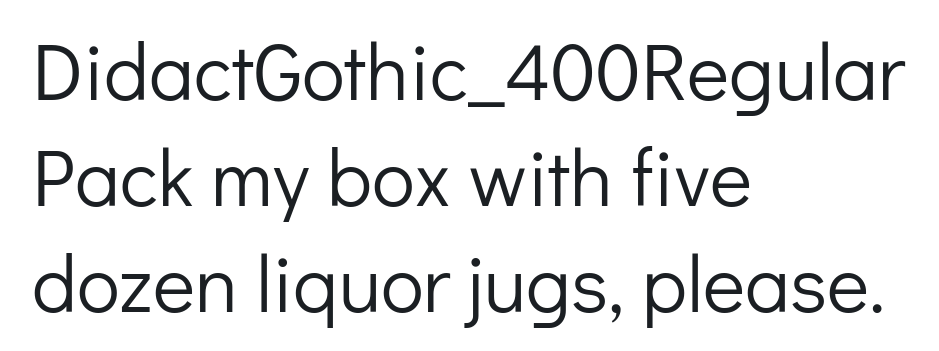 DidactGothic_400Regular
Pack my box with five
dozen liquor jugs, please.